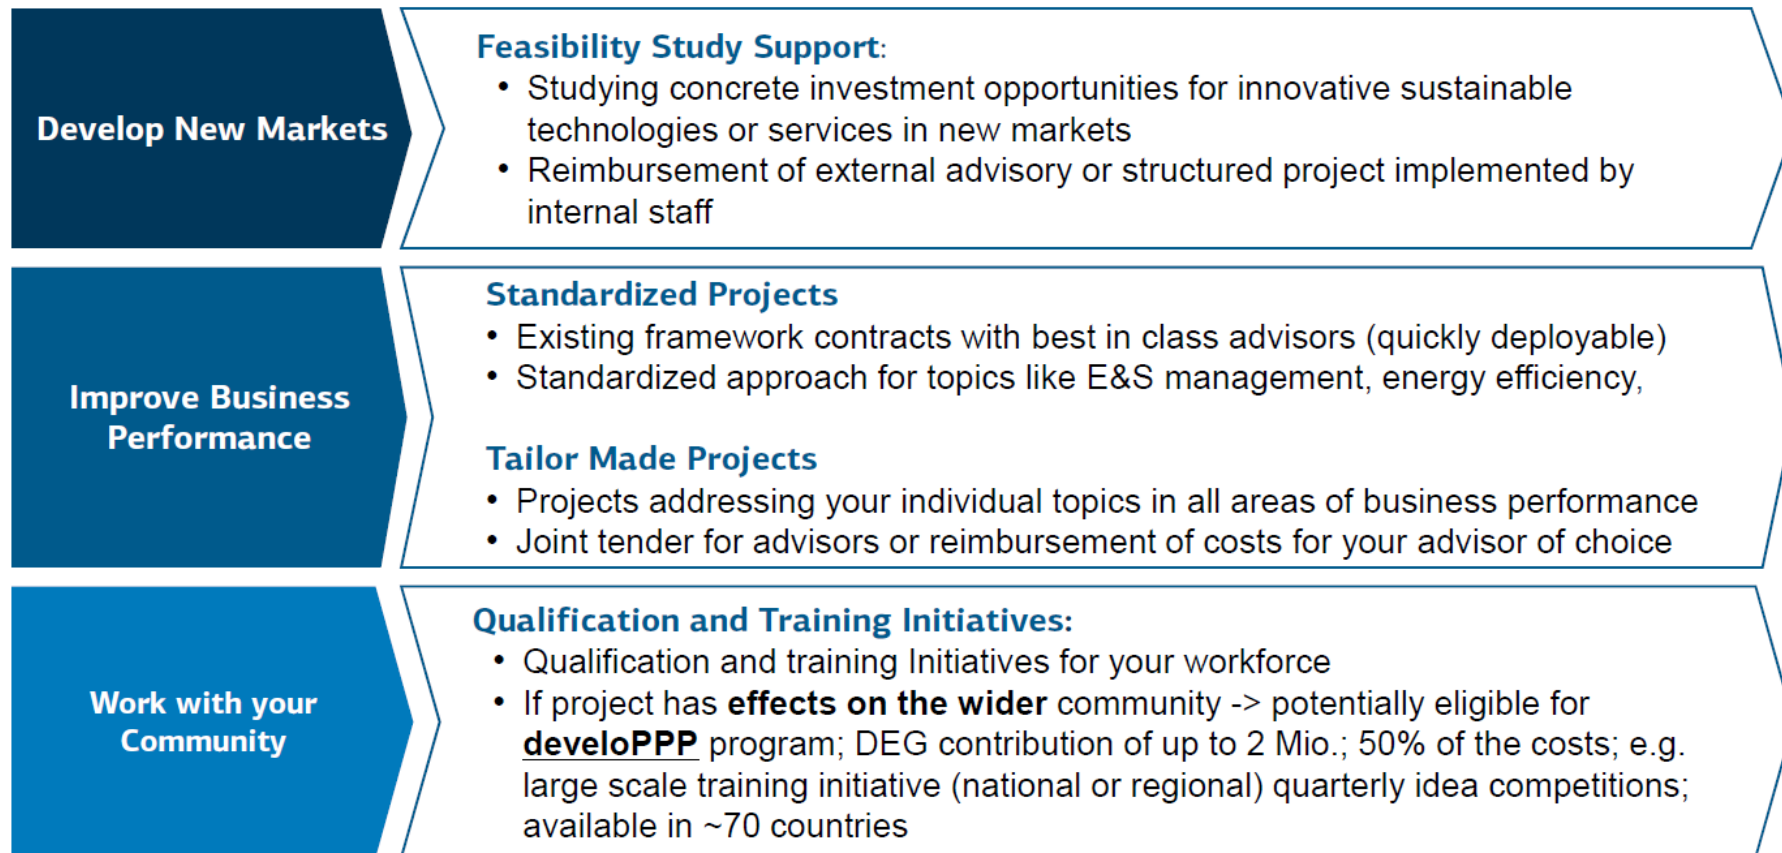 Develop New Markets
Feasibility Study Support:
• Studying concrete investment opportunities for innovative sustainable
technologies or services in new markets
• Reimbursement of external advisory or structured project implemented by
internal staff
Improve Business
Performance
Standardized Projects
• Existing framework contracts with best in class advisors (quickly deployable)
• Standardized approach for topics like E&S management, energy efficiency,
Tailor Made Projects
• Projects addressing your individual topics in all areas of business performance
• Joint tender for advisors or reimbursement of costs for your advisor of choice
Work with your
Community
Qualification and Training Initiatives:
• Qualification and training Initiatives for your workforce
• If project has effects on the wider community -> potentially eligible for
develoPPP program; DEG contribution of up to 2 Mio.; 50% of the costs; e.g.
large scale training initiative (national or regional) quarterly idea competitions;
available in ~70 countries